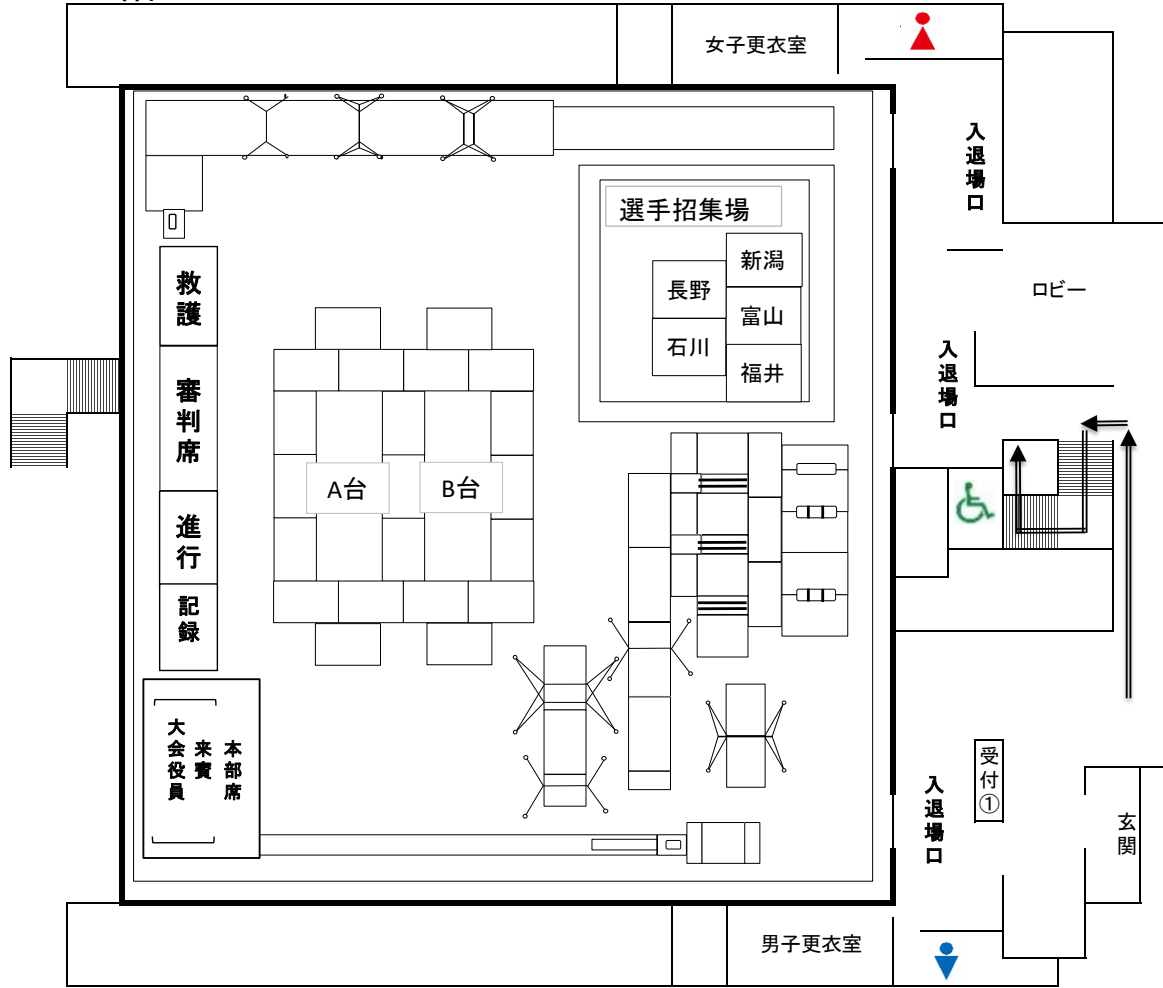 女子更衣室
入退場口
選手招集場
新潟
長野
富山
石川
福井
ロビー
入退場口
救護
審判席
進行
記録
A台
B台
本部席
来賓
大会役員
受付①
入退場口
玄関
男子更衣室